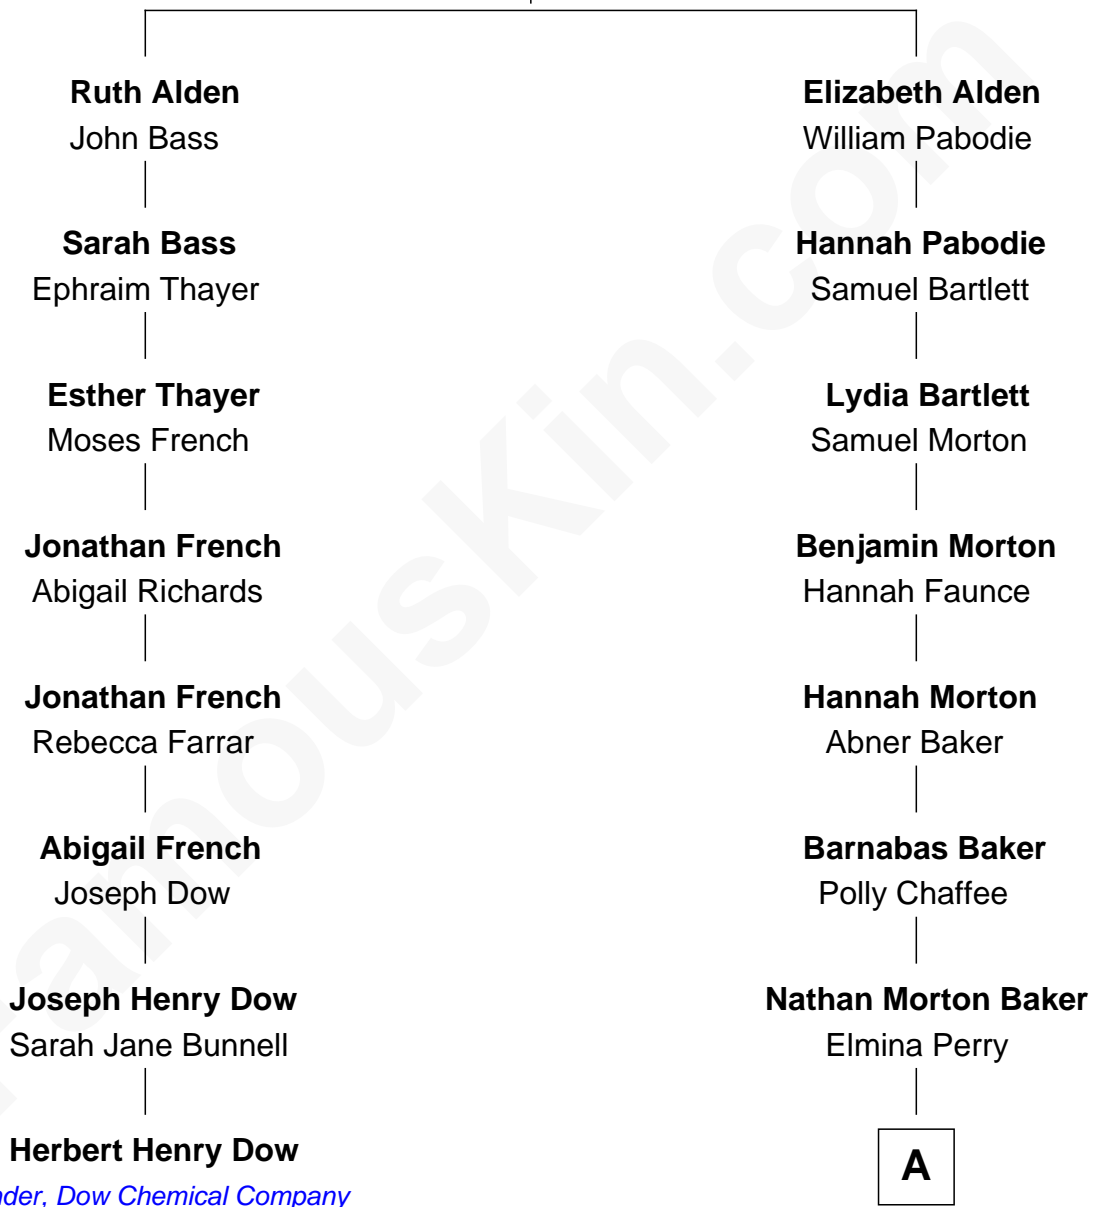 Ruth Alden
John Bass
Sarah Bass
Ephraim Thayer
Esther Thayer
Moses French
Jonathan French
Abigail Richards
Jonathan French
Rebecca Farrar
Abigail French
Joseph Dow
Joseph Henry Dow
Sarah Jane Bunnell
Herbert Henry Dow
nder, Dow Chemical Company
Elizabeth Alden
William Pabodie
Hannah Pabodie
Samuel Bartlett
Lydia Bartlett
Samuel Morton
Benjamin Morton
Hannah Faunce
Hannah Morton
Abner Baker
Barnabas Baker
Polly Chaffee
Nathan Morton Baker
Elmina Perry
A
FamousKin.com